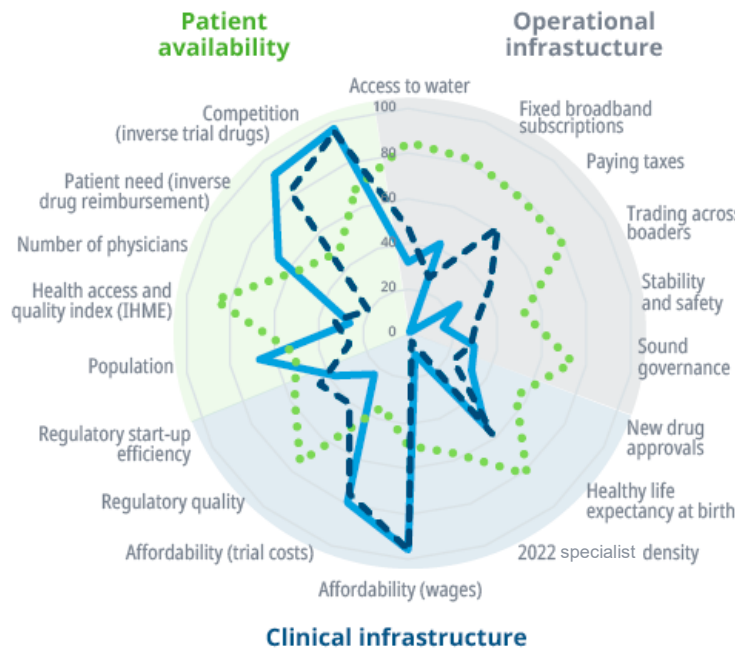 Patient
availability
Operational
infrastucture
Access to water
Fixed broadband
subscriptions
Paying taxes
Trading across
boaders
Stability
and safety
Sound
governance
New drug
approvals
Healthy life
expectancy at birth
2022 specialist density
Affordability (wages)
Affordability (trial costs)
Regulatory quality
Regulatory start-up
efficiency
Population
Health access and
quality index (IHME)
Number of physicians
Patient need (inverse
drug reimbursement)
Competition
(inverse trial drugs)
100
80
60
40
20
0
Clinical infrastructure